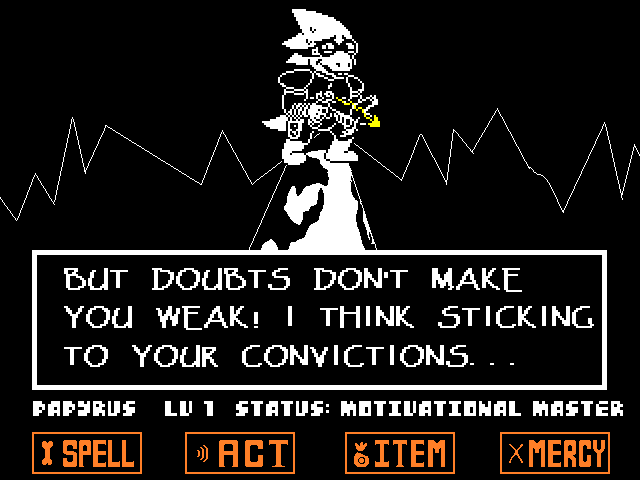 BUT DOUBTS DON'T MAKE
YOU WEAK! I THINK STICKING
TO YOUR CONVICTIONS...
PAPYRUS LV 1 STATUS: MOTIVATIONAL MASTER
SPELL ACT ITEM MERCY